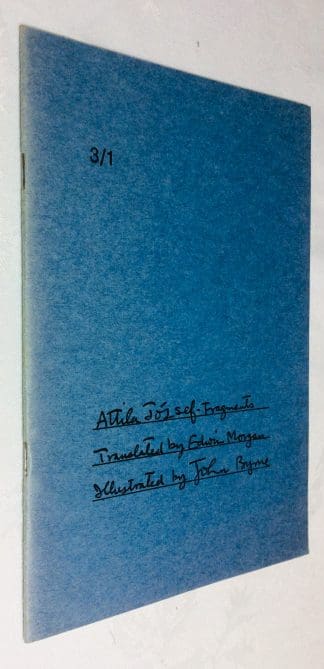 3/1
Attila József-Fragments
Translated by Edwin Morgan
Illustrated by John Byrne